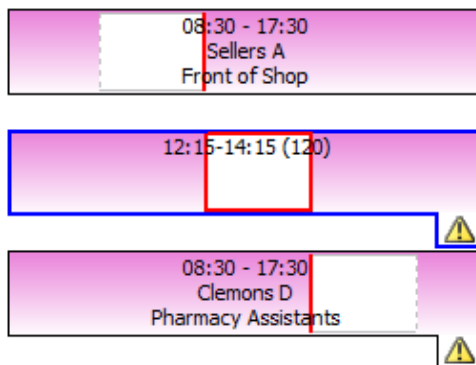 08:30 - 17:30
Sellers A
Front of Shop
12:15-14:15 (120)
08:30 - 17:30
Clemons D
Pharmacy Assistants